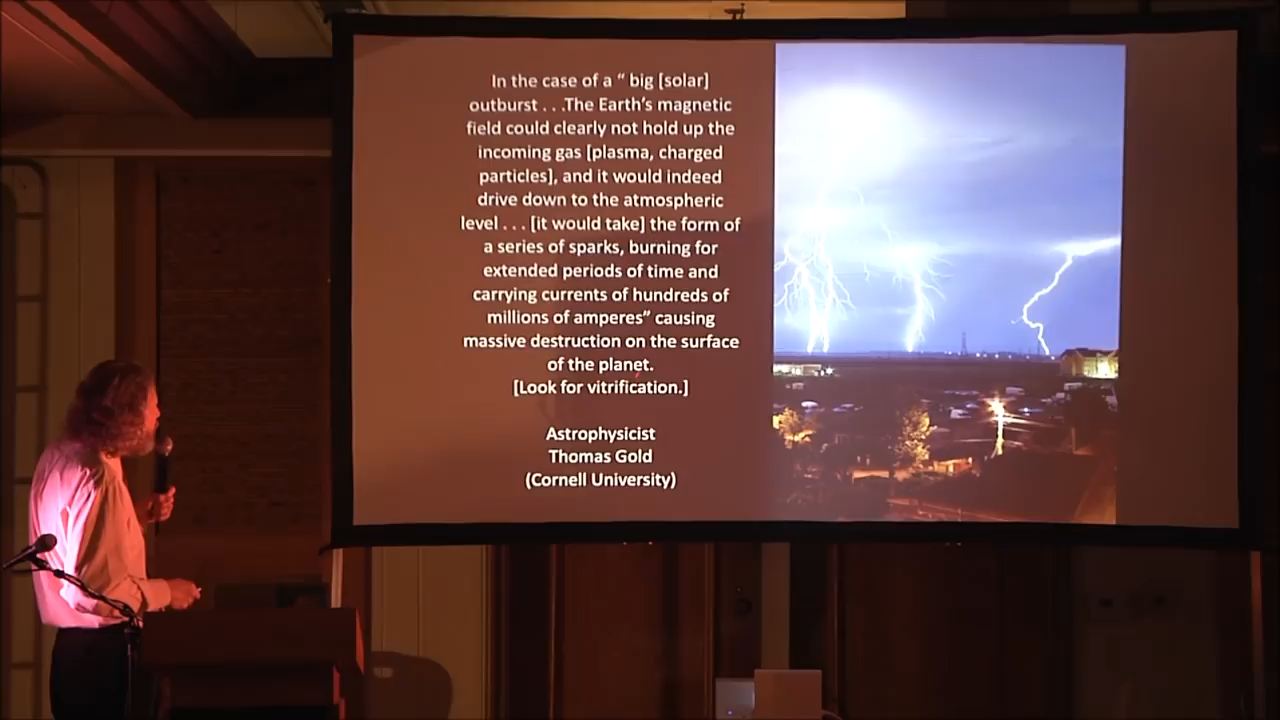 In the case of a “ big [solar]
outburst . . .The Earth’s magnetic
field could clearly not hold up the
incoming gas [plasma, charged
particles], and it would indeed
drive down to the atmospheric
level . . . [it would take] the form of
a series of sparks, burning for
extended periods of time and
carrying currents of hundreds of
millions of amperes” causing
massive destruction on the surface
of the planet.
[Look for vitrification.]
Astrophysicist
Thomas Gold
(Cornell University)